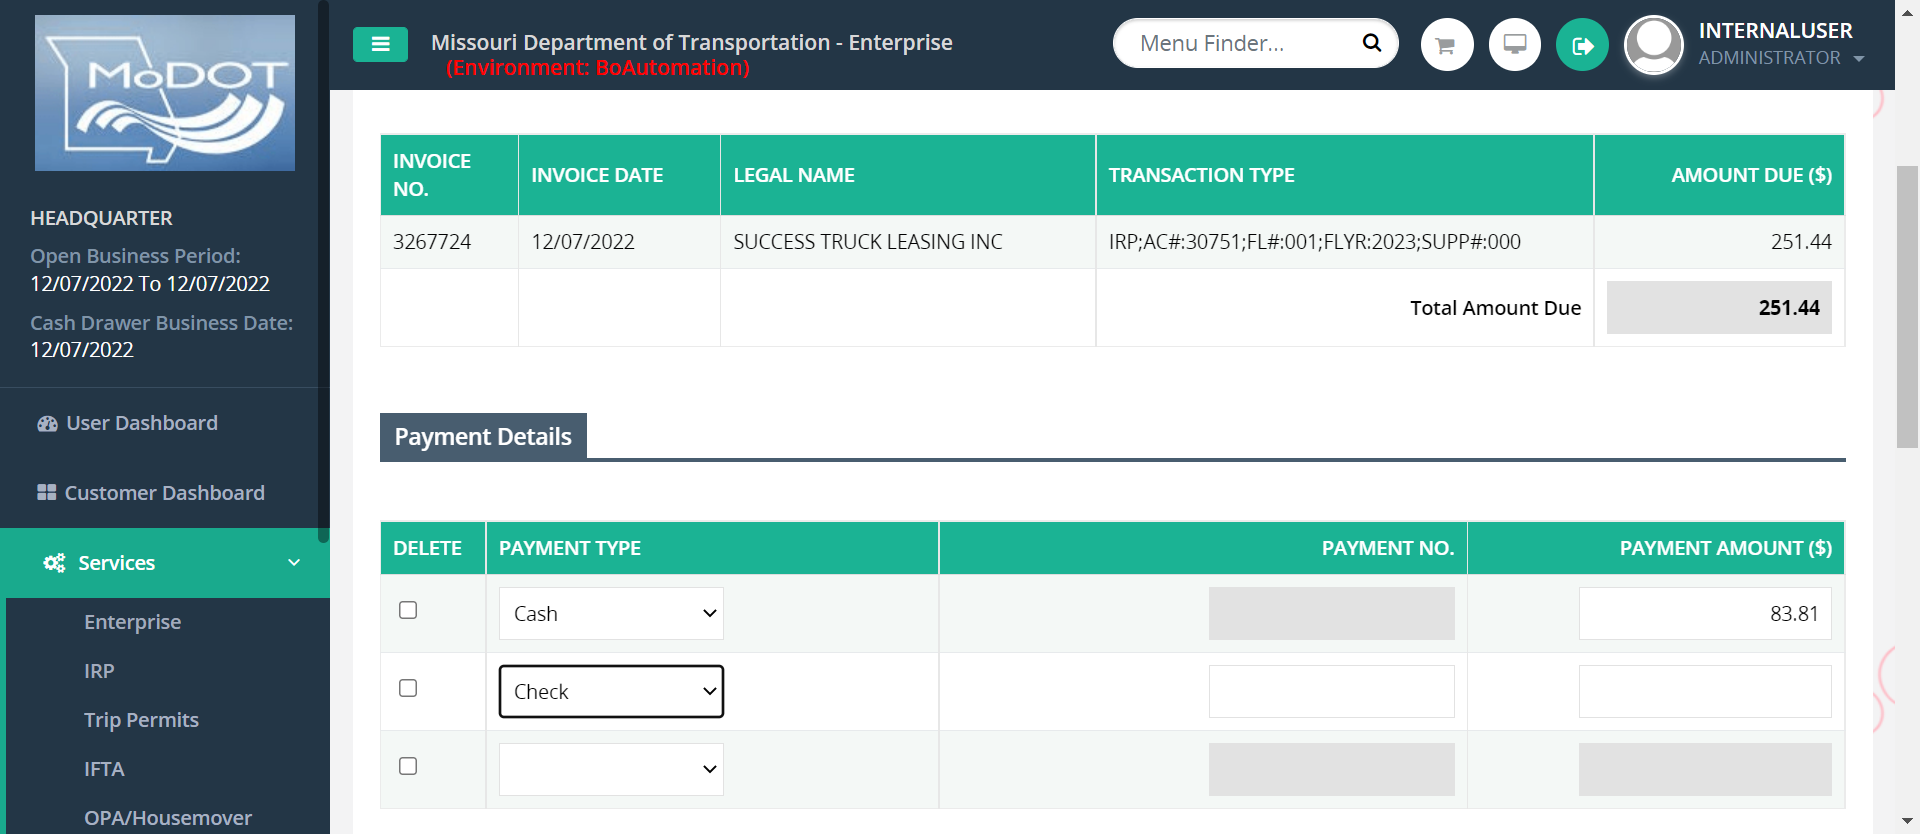 MoDOT
HEADQUARTER
Open Business Period:
12/07/2022 To 12/07/2022
Cash Drawer Business Date:
12/07/2022
User Dashboard
Customer Dashboard
Services
Enterprise
IRP
Trip Permits
IFTA
OPA/Housemover
Missouri Department of Transportation - Enterprise
(Environment: BoAutomation)
Menu Finder...
INTERNALUSER
ADMINISTRATOR
INVOICE NO. INVOICE DATE LEGAL NAME TRANSACTION TYPE AMOUNT DUE ($)
3267724 12/07/2022 SUCCESS TRUCK LEASING INC IRP;AC#:30751;FL#:001;FLYR:2023;SUPP#:000 251.44
Total Amount Due 251.44
Payment Details
DELETE PAYMENT TYPE PAYMENT NO. PAYMENT AMOUNT ($)
Cash 83.81
Check